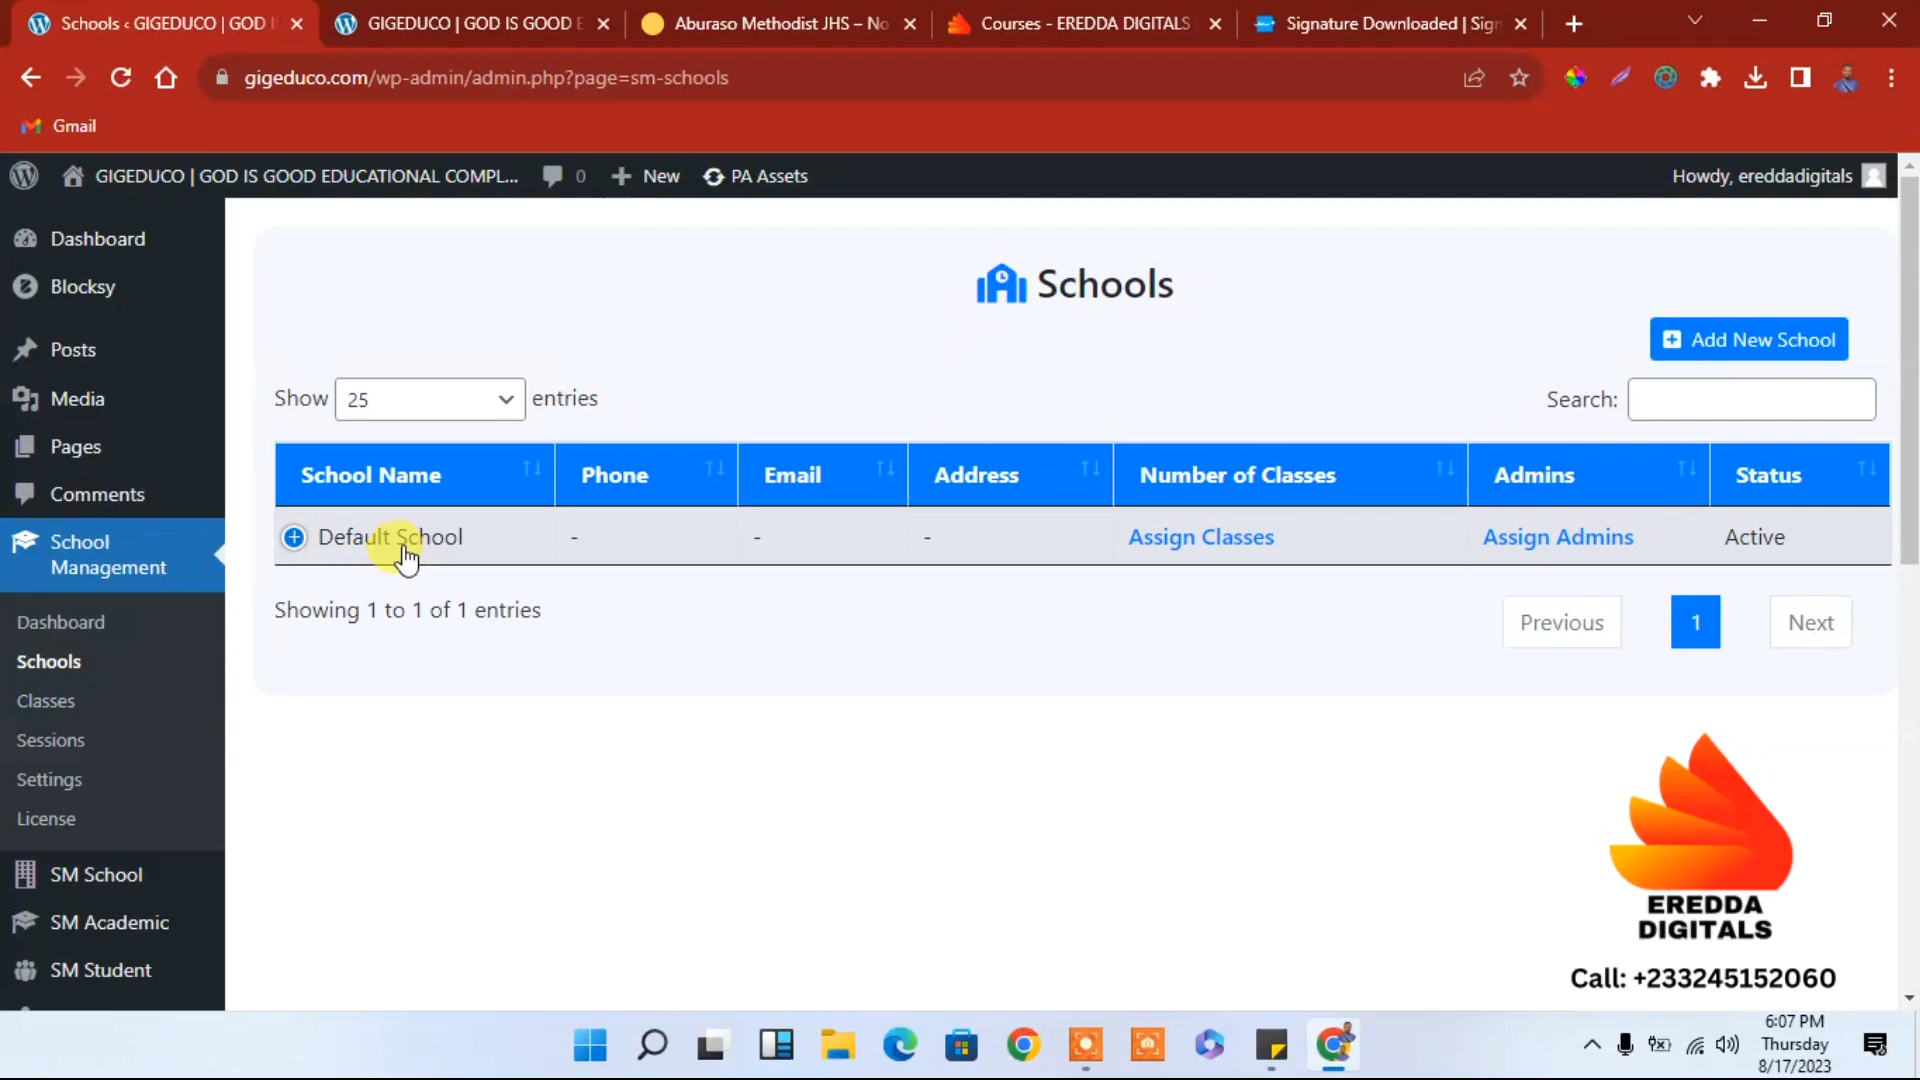 Schools ‹ GIGEDUCO | GOD I
GIGEDUCO | GOD IS GOOD E
Aburaso Methodist JHS – No
Courses - EREDDA DIGITALS
Signature Downloaded | Sign
gigeduco.com/wp-admin/admin.php?page=sm-schools
Gmail
GIGEDUCO | GOD IS GOOD EDUCATIONAL COMPL...
0
New
PA Assets
Howdy, ereddadigitals
Dashboard
Blocksy
Posts
Media
Pages
Comments
School
Management
Dashboard
Schools
Classes
Sessions
Settings
License
SM School
SM Academic
SM Student
Schools
Add New School
Show 25 entries
Search:
School Name Phone Email Address Number of Classes Admins Status
Default School - - - Assign Classes Assign Admins Active
Showing 1 to 1 of 1 entries
Previous 1 Next
EREDDA
DIGITALS
Call: +233245152060
6:07 PM
Thursday
8/17/2023